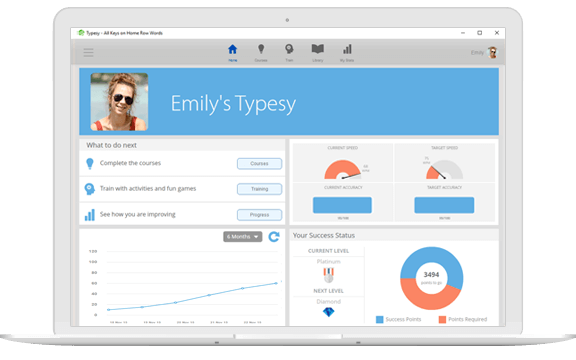 Typesy - All Keys on Home Row Words
Home
Courses
Train
Library
My Stats
Emily
Emily's Typesy
What to do next
Complete the courses
Courses
Train with activities and fun games
Training
See how you are improving
Progress
CURRENT SPEED
TARGET SPEED
CURRENT ACCURACY
TARGET ACCURACY
6 Months
120
100
80
60
40
20
0
Your Success Status
CURRENT LEVEL
Platinum
NEXT LEVEL
Diamond
3494
points to go
Success Points
Points Required